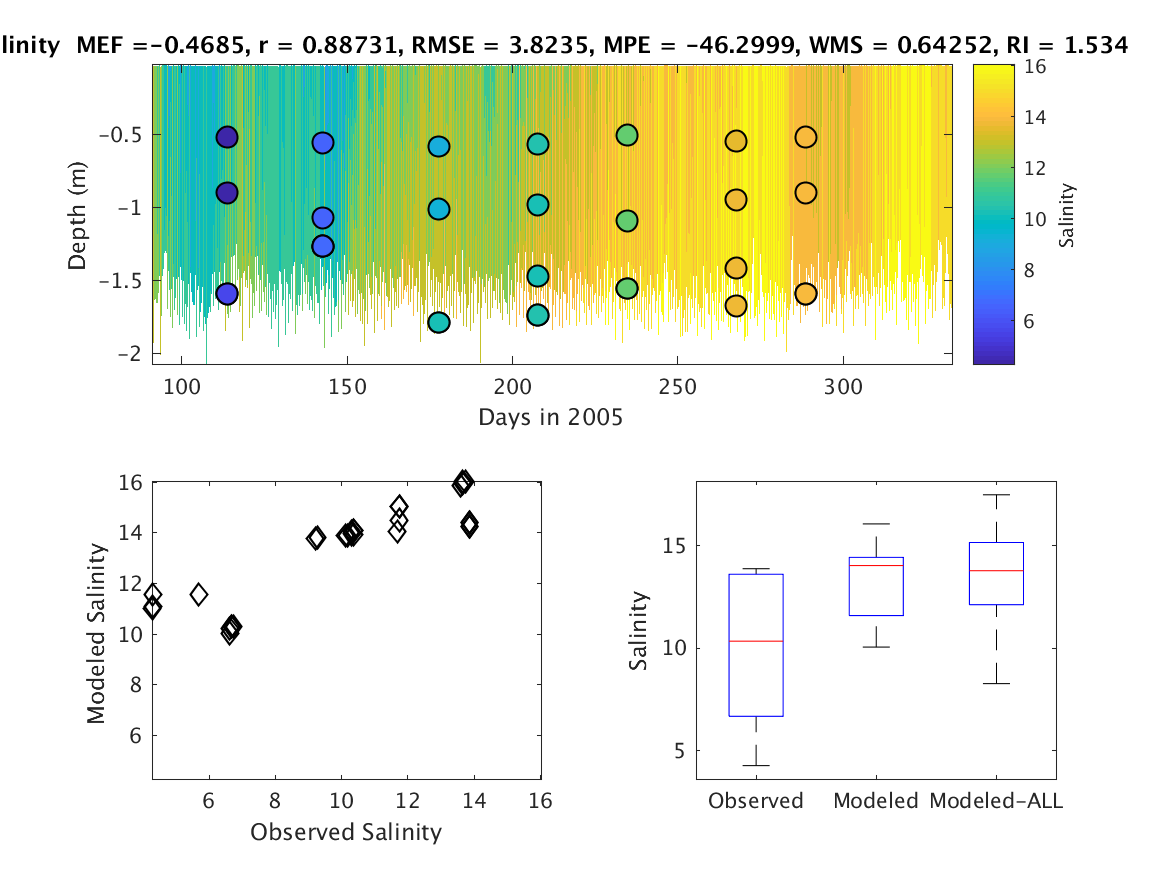 linity MEF =-0.4685, r = 0.88731, RMSE = 3.8235, MPE = -46.2999, WMS = 0.64252, RI = 1.534
-0.5
-1
-1.5
-2
Depth (m)
100 150 200 250 300
Days in 2005
16
14
12
10
8
6
Salinity
16
14
12
10
8
6
Modeled Salinity
6 8 10 12 14 16
Observed Salinity
15
10
5
Salinity
Observed Modeled Modeled-ALL